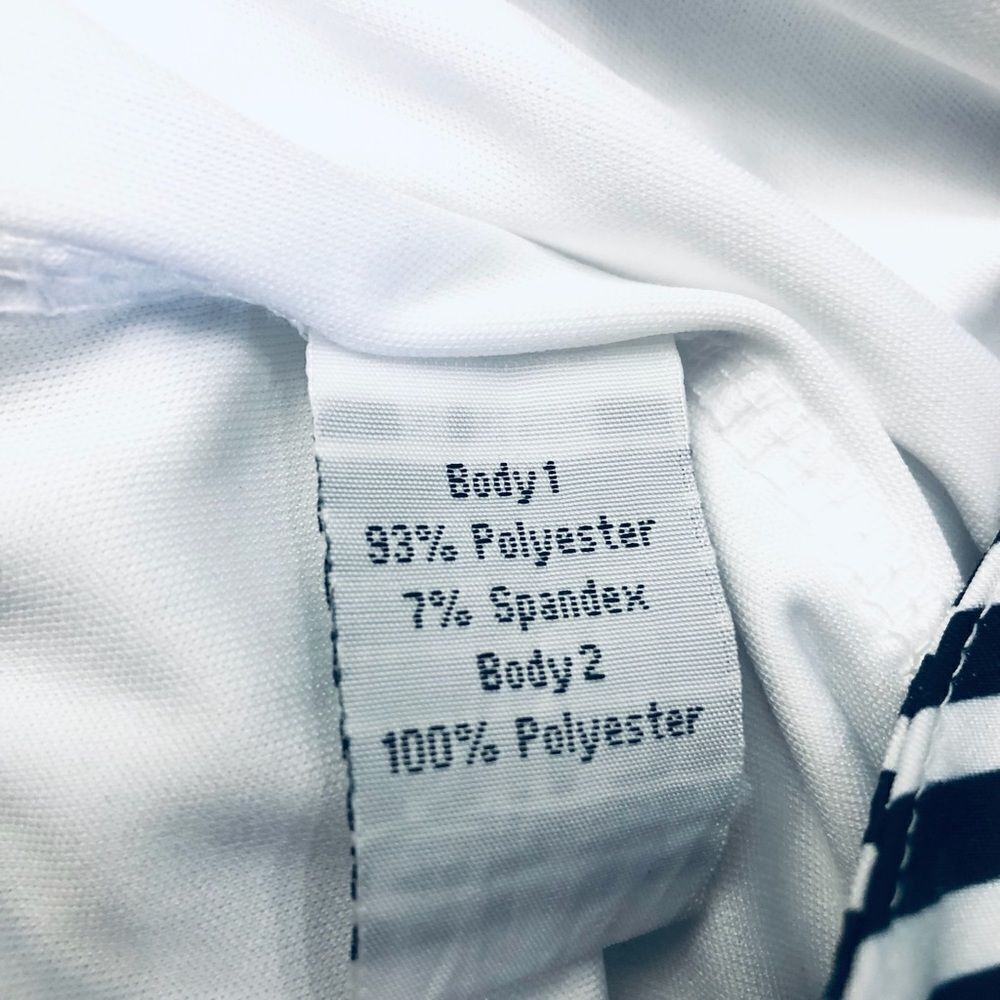 Body1
93% Polyester
7% Spandex
Body2
100% Polyester